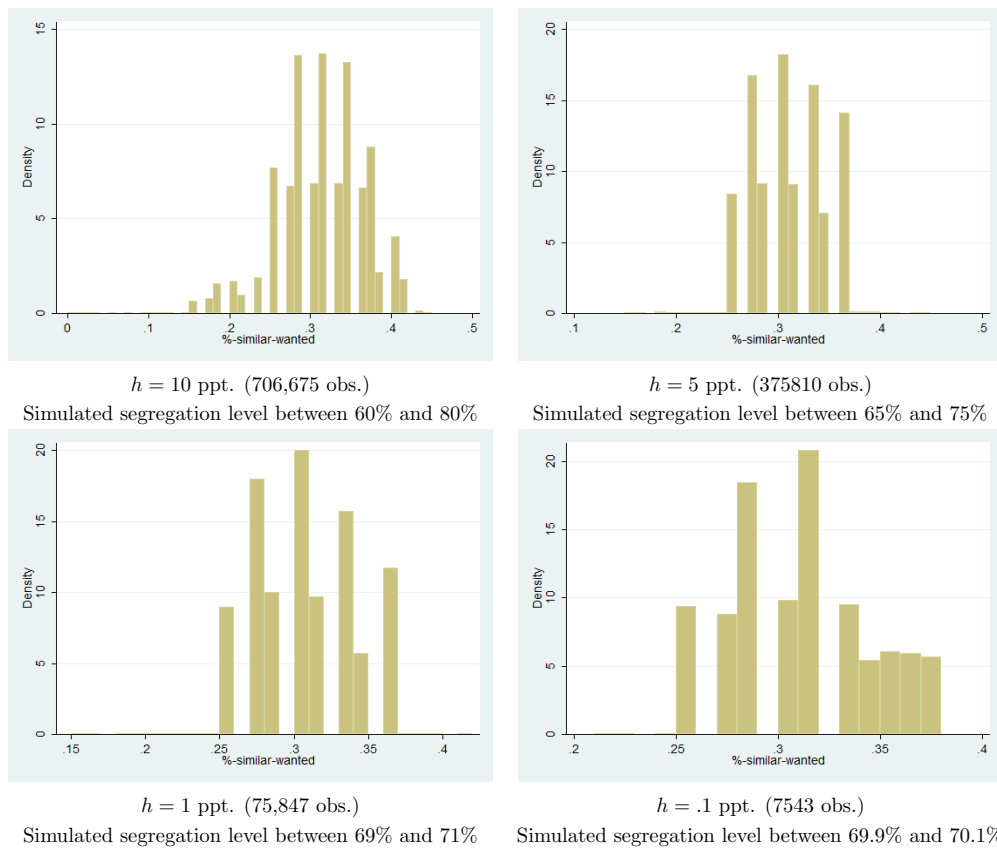 15
10
5
0
Density
0 .1 .2 .3 .4 .5
%-similar-wanted
h = 10 ppt. (706,675 obs.)
Simulated segregation level between 60% and 80%
20
15
10
5
0
Density
.1 .2 .3 .4 .5
%-similar-wanted
h = 5 ppt. (375810 obs.)
Simulated segregation level between 65% and 75%
20
15
10
5
0
Density
.15 .2 .25 .3 .35 .4
%-similar-wanted
h = 1 ppt. (75,847 obs.)
Simulated segregation level between 69% and 71%
20
15
10
5
0
Density
.2 .25 .3 .35 .4
%-similar-wanted
h = .1 ppt. (7543 obs.)
Simulated segregation level between 69.9% and 70.1%